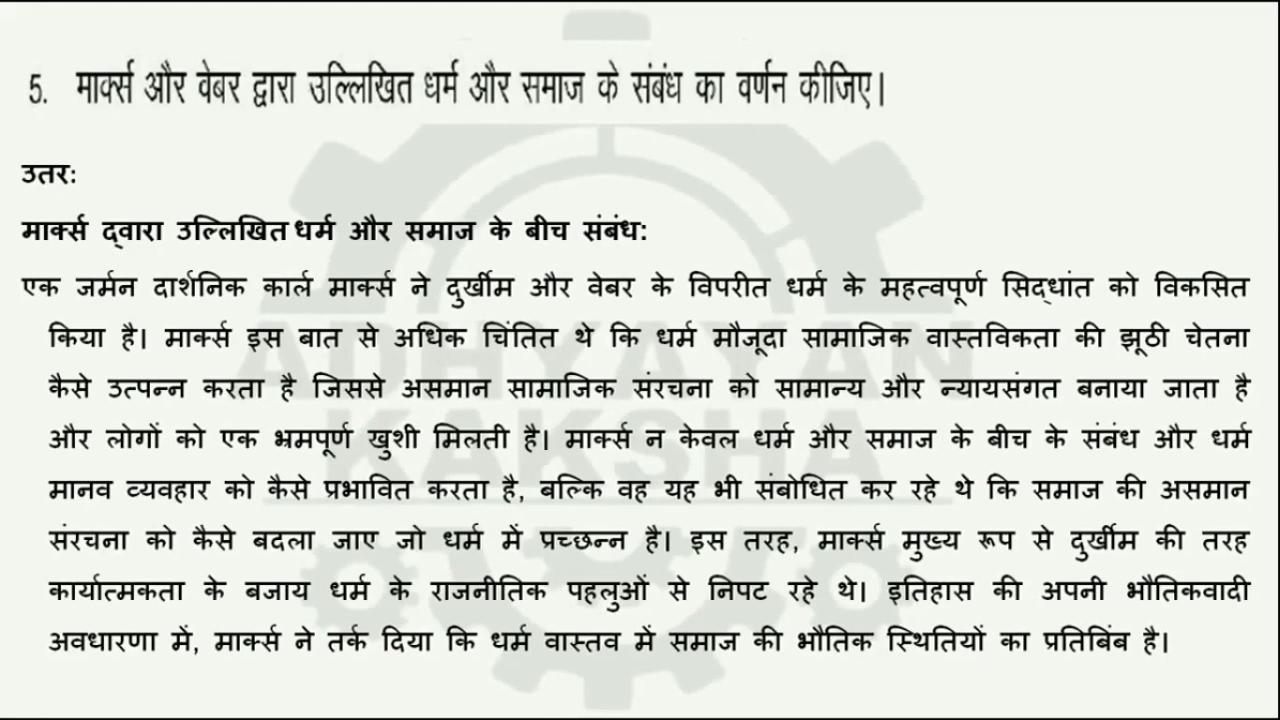 5. मार्क्स और वेबर द्वारा उल्लिखित धर्म और समाज के संबंध का वर्णन कीजिए।
उतर:
मार्क्स द्वारा उल्लिखित धर्म और समाज के बीच संबंध:
एक जर्मन दार्शनिक कार्ल मार्क्स ने दुर्खीम और वेबर के विपरीत धर्म के महत्वपूर्ण सिद्धांत को विकसित
किया है। मार्क्स इस बात से अधिक चिंतित थे कि धर्म मौजूदा सामाजिक वास्तविकता की झूठी चेतना
कैसे उत्पन्न करता है जिससे असमान सामाजिक संरचना को सामान्य और न्यायसंगत बनाया जाता है
और लोगों को एक भ्रमपूर्ण खुशी मिलती है। मार्क्स न केवल धर्म और समाज के बीच के संबंध और धर्म
मानव व्यवहार को कैसे प्रभावित करता है, बल्कि वह यह भी संबोधित कर रहे थे कि समाज की असमान
संरचना को कैसे बदला जाए जो धर्म में प्रच्छन्न है। इस तरह, मार्क्स मुख्य रूप से दुर्खीम की तरह
कार्यात्मकता के बजाय धर्म के राजनीतिक पहलुओं से निपट रहे थे। इतिहास की अपनी भौतिकवादी
अवधारणा में, मार्क्स ने तर्क दिया कि धर्म वास्तव में समाज की भौतिक स्थितियों का प्रतिबिंब है।
ADHYAYAN
KAKSHA